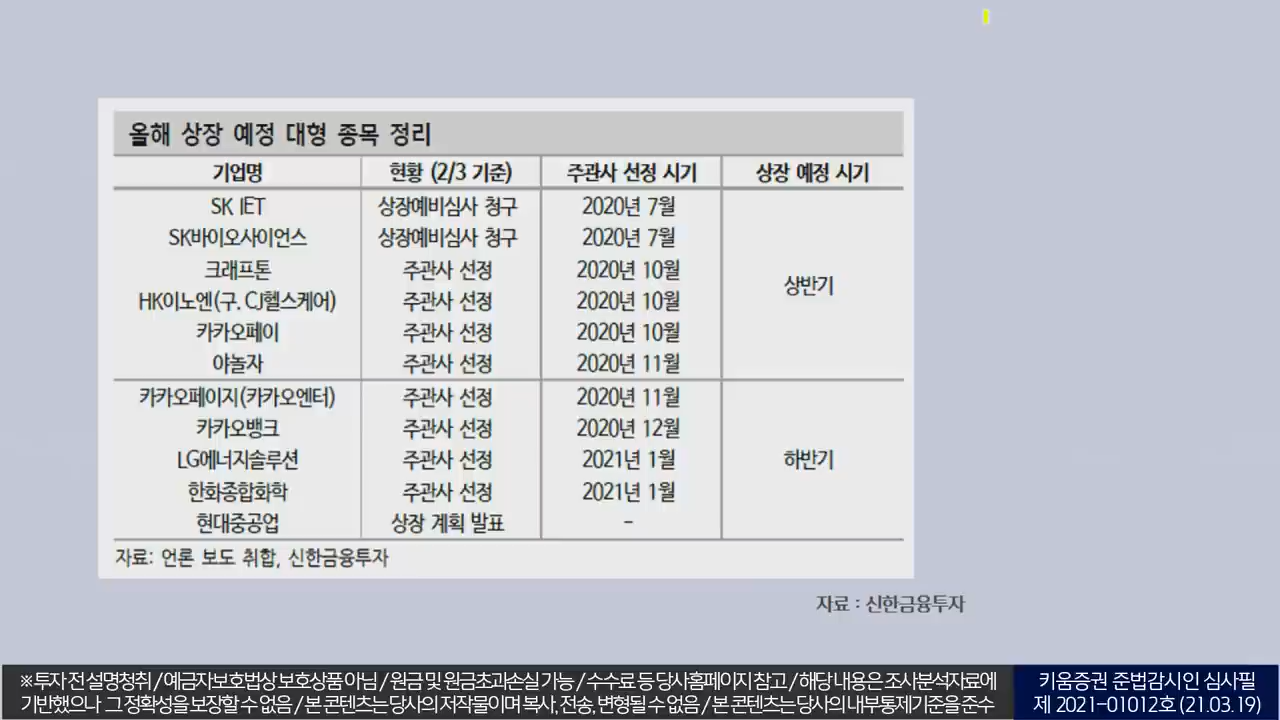 올해 상장 예정 대형 종목 정리
기업명 현황 (2/3 기준) 주관사 선정 시기 상장 예정 시기
SK IET 상장예비심사 청구 2020년 7월
SK바이오사이언스 상장예비심사 청구 2020년 7월
크래프톤 주관사 선정 2020년 10월
상반기
HK이노엔(구. CJ헬스케어) 주관사 선정 2020년 10월
카카오페이 주관사 선정 2020년 10월
야놀자 주관사 선정 2020년 11월
카카오페이지(카카오엔터) 주관사 선정 2020년 11월
카카오뱅크 주관사 선정 2020년 12월
LG에너지솔루션 주관사 선정 2021년 1월 하반기
한화종합화학 주관사 선정 2021년 1월
현대중공업 상장 계획 발표 -
자료: 언론 보도 취합, 신한금융투자
자료 : 신한금융투자
※ 투자 전 설명청취 / 예금자보호법상 보호상품 아님 / 원금 및 원금초과손실 가능 / 수수료 등 당사홈페이지 참고 / 해당 내용은 조사분석자료에
기반했으나 그 정확성을 보장할 수 없음 / 본 콘텐츠는 당사의 저작물이며 복사, 전송, 변형될 수 없음 / 본 콘텐츠는 당사의 내부통제기준을 준수
키움증권 준법감시인 심사필
제 2021-01012호 (21.03.19)